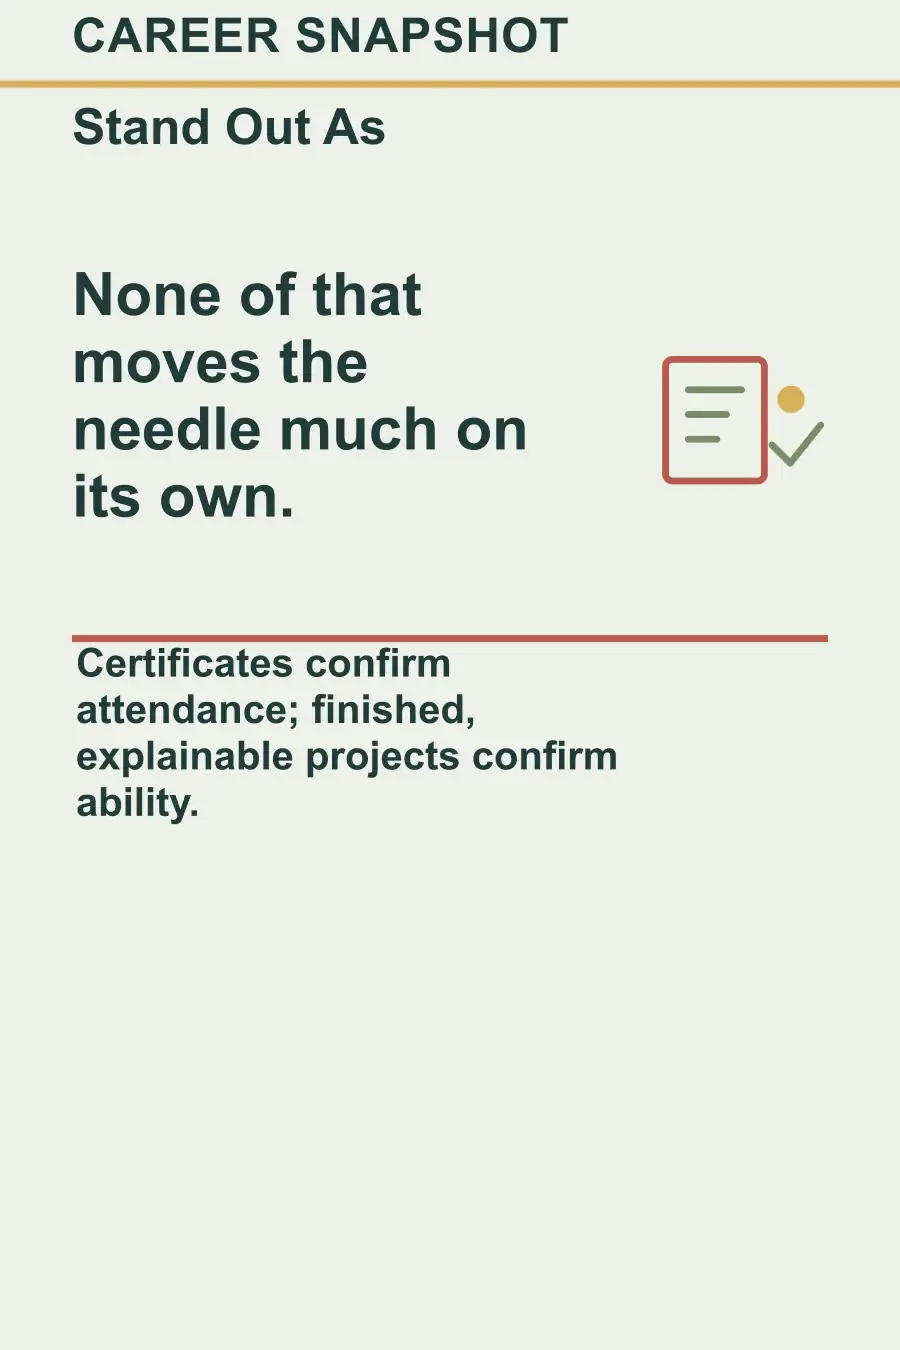 CAREER SNAPSHOT
Stand Out As
None of that
moves the
needle much on
its own.
Certificates confirm
attendance; finished,
explainable projects confirm
ability.